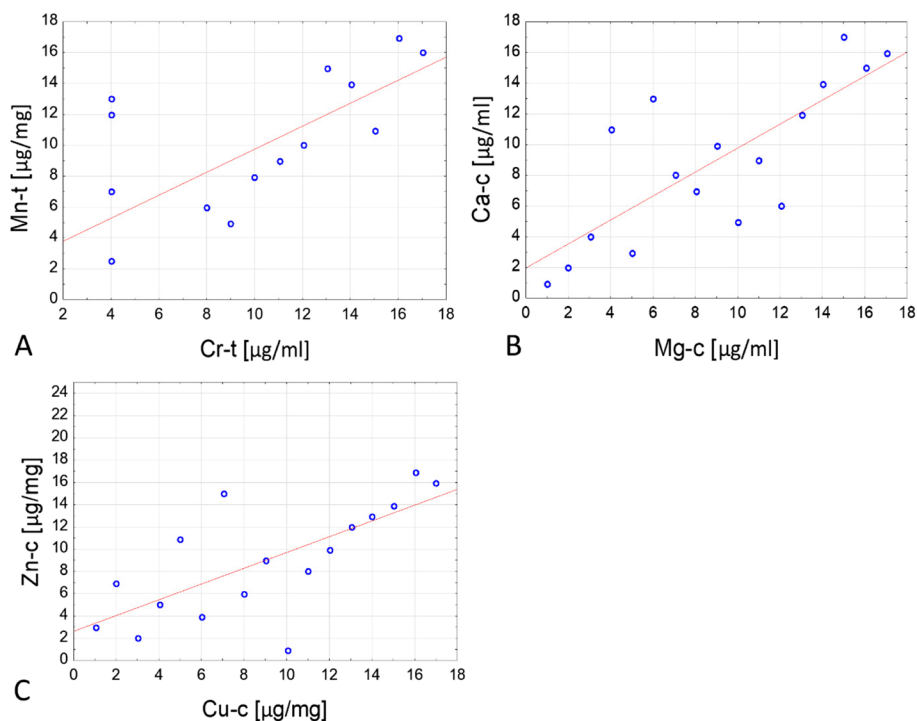 18
16
14
12
10
8
6
4
2
0
Mn-t [µg/mg]
2 4 6 8 10 12 14 16 18
Cr-t [µg/ml]
A
18
16
14
12
10
8
6
4
2
0
Ca-c [µg/ml]
0 2 4 6 8 10 12 14 16 18
Mg-c [µg/ml]
B
24
22
20
18
16
14
12
10
8
6
4
2
0
Zn-c [µg/mg]
0 2 4 6 8 10 12 14 16 18
Cu-c [µg/mg]
C